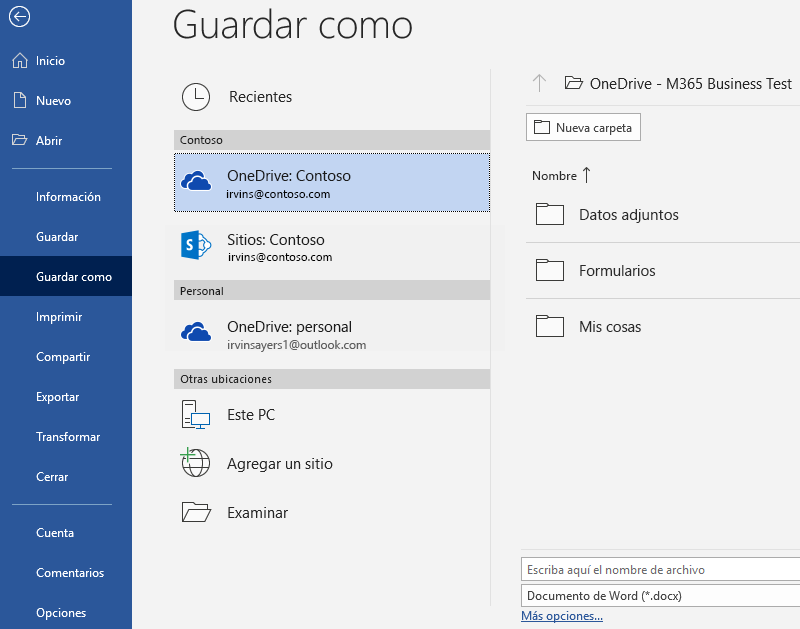 Guardar como
Inicio
Nuevo
Abrir
Información
Guardar
Guardar como
Imprimir
Compartir
Exportar
Transformar
Cerrar
Cuenta
Comentarios
Opciones
Recientes
Contoso
OneDrive: Contoso
irvins@contoso.com
S
Sitios: Contoso
irvins@contoso.com
Personal
OneDrive: personal
irvinsayers1@outlook.com
Otras ubicaciones
Este PC
Agregar un sitio
Examinar
OneDrive - M365 Business Test
Nueva carpeta
Nombre
Datos adjuntos
Formularios
Mis cosas
Escriba aquí el nombre de archivo
Documento de Word (*.docx)
Más opciones...